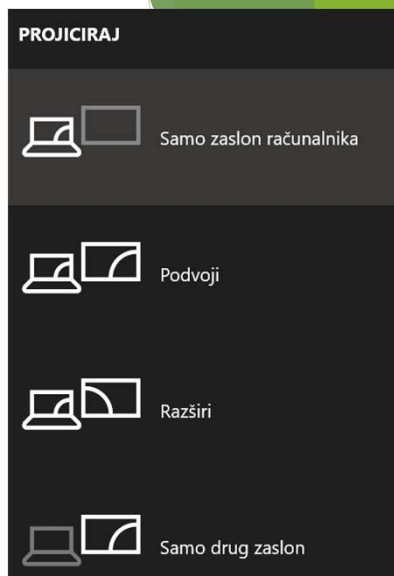 PROJICIRAJ
Samo zaslon računalnika
Podvoji
Razširi
Samo drug zaslon